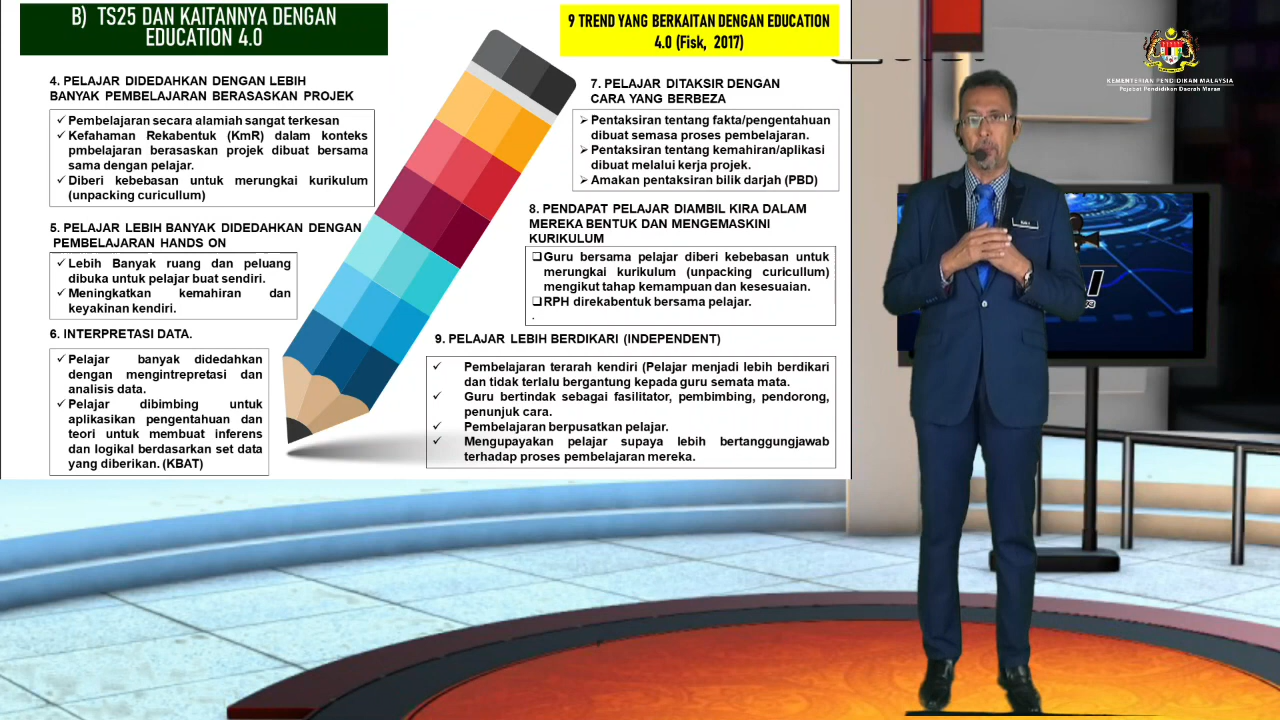 B) TS25 DAN KAITANNYA DENGAN
EDUCATION 4.0
9 TREND YANG BERKAITAN DENGAN EDUCATION
4.0 (Fisk, 2017)
4. PELAJAR DIDEDAHKAN DENGAN LEBIH
BANYAK PEMBELAJARAN BERASASKAN PROJEK
✓ Pembelajaran secara alamiah sangat terkesan
✓ Kefahaman Rekabentuk (KmR) dalam konteks
pmbelajaran berasaskan projek dibuat bersama
sama dengan pelajar.
✓ Diberi kebebasan untuk merungkai kurikulum
(unpacking curicullum)
5. PELAJAR LEBIH BANYAK DIDEDAHKAN DENGAN
PEMBELAJARAN HANDS ON
✓ Lebih Banyak ruang dan peluang
dibuka untuk pelajar buat sendiri.
✓ Meningkatkan kemahiran dan
keyakinan kendiri.
6. INTERPRETASI DATA.
✓ Pelajar banyak didedahkan
dengan mengintrepretasi dan
analisis data.
✓ Pelajar dibimbing untuk
aplikasikan pengentahuan dan
teori untuk membuat inferens
dan logikal berdasarkan set data
yang diberikan. (KBAT)
7. PELAJAR DITAKSIR DENGAN
CARA YANG BERBEZA
➢ Pentaksiran tentang fakta/pengentahuan
dibuat semasa proses pembelajaran.
➢ Pentaksiran tentang kemahiran/aplikasi
dibuat melalui kerja projek.
➢ Amakan pentaksiran bilik darjah (PBD)
8. PENDAPAT PELAJAR DIAMBIL KIRA DALAM
MEREKA BENTUK DAN MENGEMASKINI
KURIKULUM
❑ Guru bersama pelajar diberi kebebasan untuk
merungkai kurikulum (unpacking curicullum)
mengikut tahap kemampuan dan kesesuaian.
❑ RPH direkabentuk bersama pelajar.
.
9. PELAJAR LEBIH BERDIKARI (INDEPENDENT)
✓ Pembelajaran terarah kendiri (Pelajar menjadi lebih berdikari
dan tidak terlalu bergantung kepada guru semata mata.
✓ Guru bertindak sebagai fasilitator, pembimbing, pendorong,
penunjuk cara.
✓ Pembelajaran berpusatkan pelajar.
✓ Mengupayakan pelajar supaya lebih bertanggungjawab
terhadap proses pembelajaran mereka.
KEMENTERIAN PENDIDIKAN MALAYSIA
Pejabat Pendidikan Daerah Maran